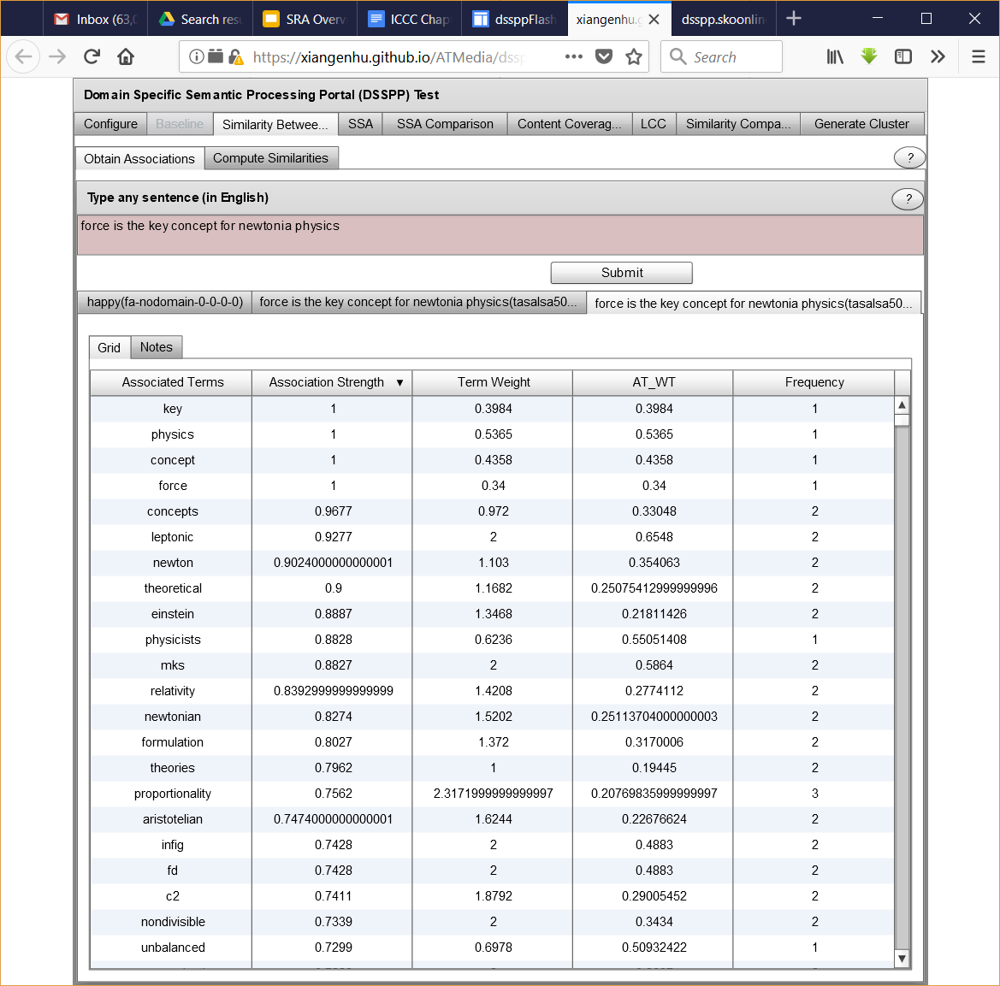 Inbox (63,
Search resu
SRA Overv
ICCC Chap
dssppFlash
xiangenhu.g
dsspp.skoonline
https://xiangenhu.github.io/ATMedia/dssp
Search
Domain Specific Semantic Processing Portal (DSSPP) Test
Configure Baseline Similarity Betwee... SSA SSA Comparison Content Coverag... LCC Similarity Compa... Generate Cluster
Obtain Associations Compute Similarities ?
Type any sentence (in English) ?
force is the key concept for newtonia physics
Submit
happy(fa-nodomain-0-0-0-0) force is the key concept for newtonia physics(tasalsa50... force is the key concept for newtonia physics(tasalsa50...
Grid Notes
Associated Terms Association Strength ▼ Term Weight AT_WT Frequency
key 1 0.3984 0.3984 1
physics 1 0.5365 0.5365 1
concept 1 0.4358 0.4358 1
force 1 0.34 0.34 1
concepts 0.9677 0.972 0.33048 2
leptonic 0.9277 2 0.6548 2
newton 0.9024000000000001 1.103 0.354063 2
theoretical 0.9 1.1682 0.25075412999999996 2
einstein 0.8887 1.3468 0.21811426 2
physicists 0.8828 0.6236 0.55051408 1
mks 0.8827 2 0.5864 2
relativity 0.8392999999999999 1.4208 0.2774112 2
newtonian 0.8274 1.5202 0.25113704000000003 2
formulation 0.8027 1.372 0.3170006 2
theories 0.7962 1 0.19445 2
proportionality 0.7562 2.3171999999999997 0.20769835999999997 3
aristotelian 0.7474000000000001 1.6244 0.22676624 2
infig 0.7428 2 0.4883 2
fd 0.7428 2 0.4883 2
c2 0.7411 1.8792 0.29005452 2
nondivisible 0.7339 2 0.3434 2
unbalanced 0.7299 0.6978 0.50932422 1